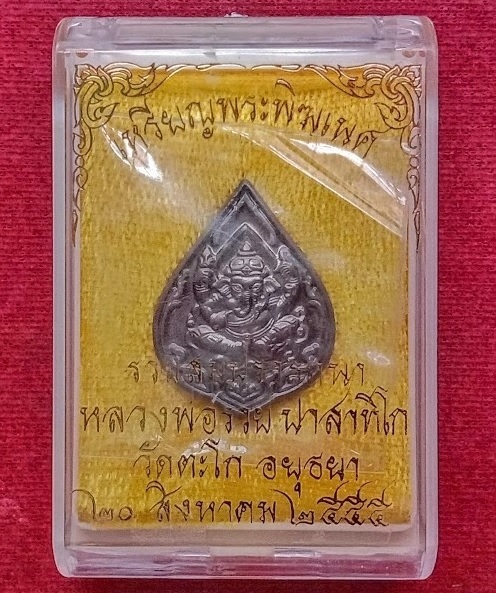 เหรียญพระพิฆเนศ
หลวงพ่อรวย ปาสาทิโก
วัดตะโก อยุธยา
๒๐ สิงหาคม ๒๕๕๕